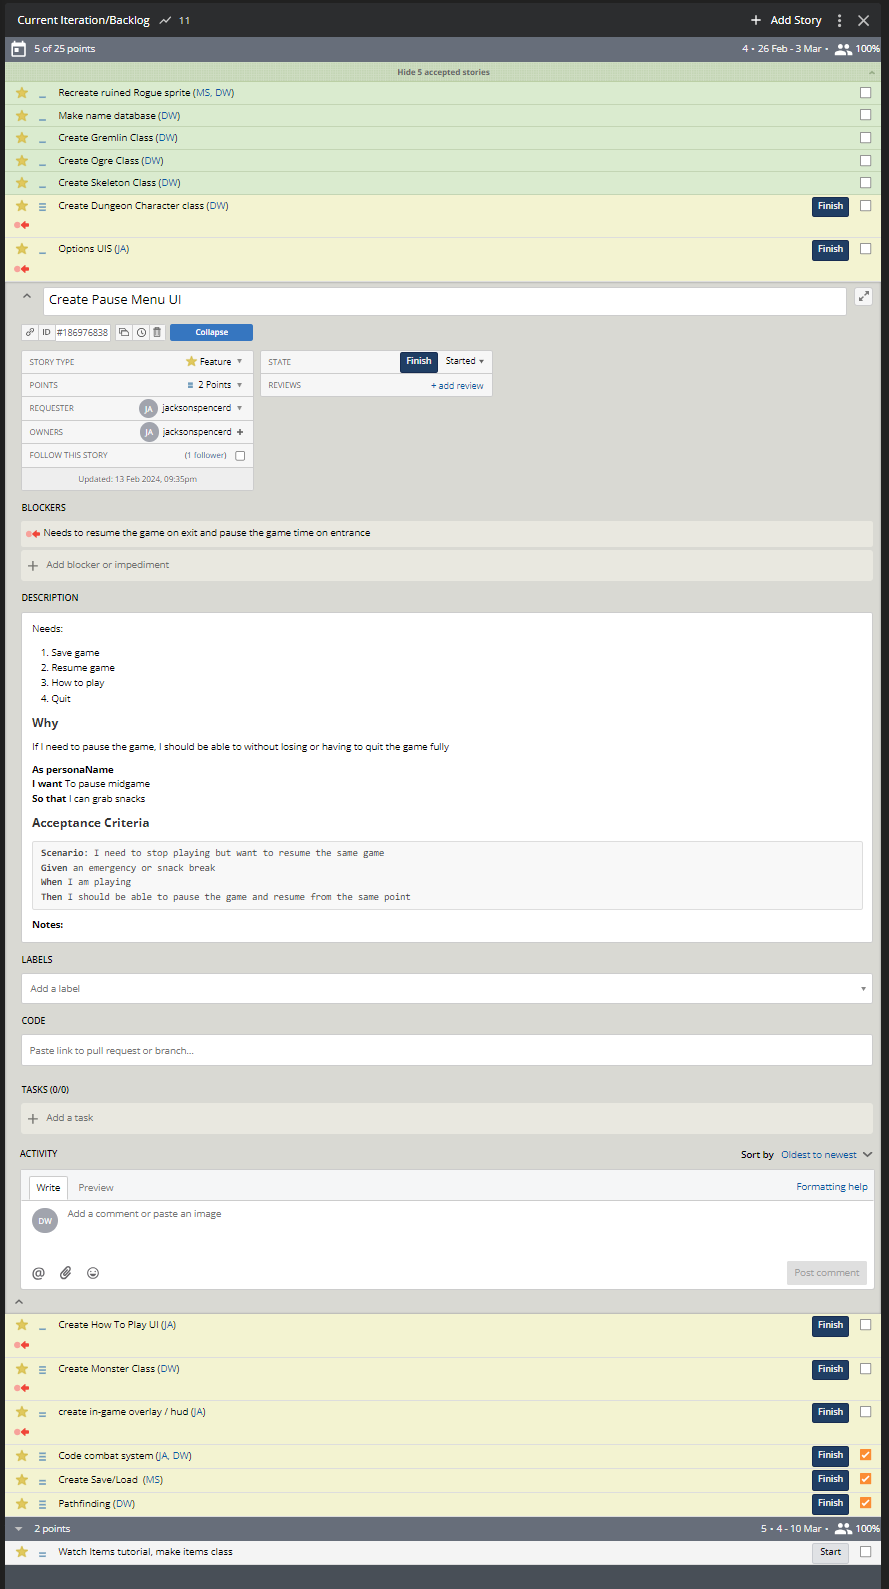 Current Iteration/Backlog 11 + Add Story
5 of 25 points 4 • 26 Feb - 3 Mar • 100%
Hide 5 accepted stories
Recreate ruined Rogue sprite (MS, DW)
Make name database (DW)
Create Gremlin Class (DW)
Create Ogre Class (DW)
Create Skeleton Class (DW)
Create Dungeon Character class (DW) Finish
Options UIS (JA) Finish
Create Pause Menu UI
ID #186976838 Collapse
STORY TYPE Feature STATE Finish Started
POINTS 2 Points REVIEWS + add review
REQUESTER JA jacksonspencerd
OWNERS JA jacksonspencerd +
FOLLOW THIS STORY (1 follower)
Updated: 13 Feb 2024, 09:35pm
BLOCKERS
Needs to resume the game on exit and pause the game time on entrance
+ Add blocker or impediment
DESCRIPTION
Needs:
1. Save game
2. Resume game
3. How to play
4. Quit
Why
If I need to pause the game, I should be able to without losing or having to quit the game fully
As personaName
I want To pause midgame
So that I can grab snacks
Acceptance Criteria
Scenario: I need to stop playing but want to resume the same game
Given an emergency or snack break
When I am playing
Then I should be able to pause the game and resume from the same point
Notes:
LABELS
Add a label
CODE
Paste link to pull request or branch...
TASKS (0/0)
+ Add a task
ACTIVITY Sort by Oldest to newest
Write Preview Formatting help
DW Add a comment or paste an image
@ Post comment
Create How To Play UI (JA) Finish
Create Monster Class (DW) Finish
create in-game overlay / hud (JA) Finish
Code combat system (JA, DW) Finish
Create Save/Load (MS) Finish
Pathfinding (DW) Finish
2 points 5 • 4 - 10 Mar • 100%
Watch Items tutorial, make items class Start